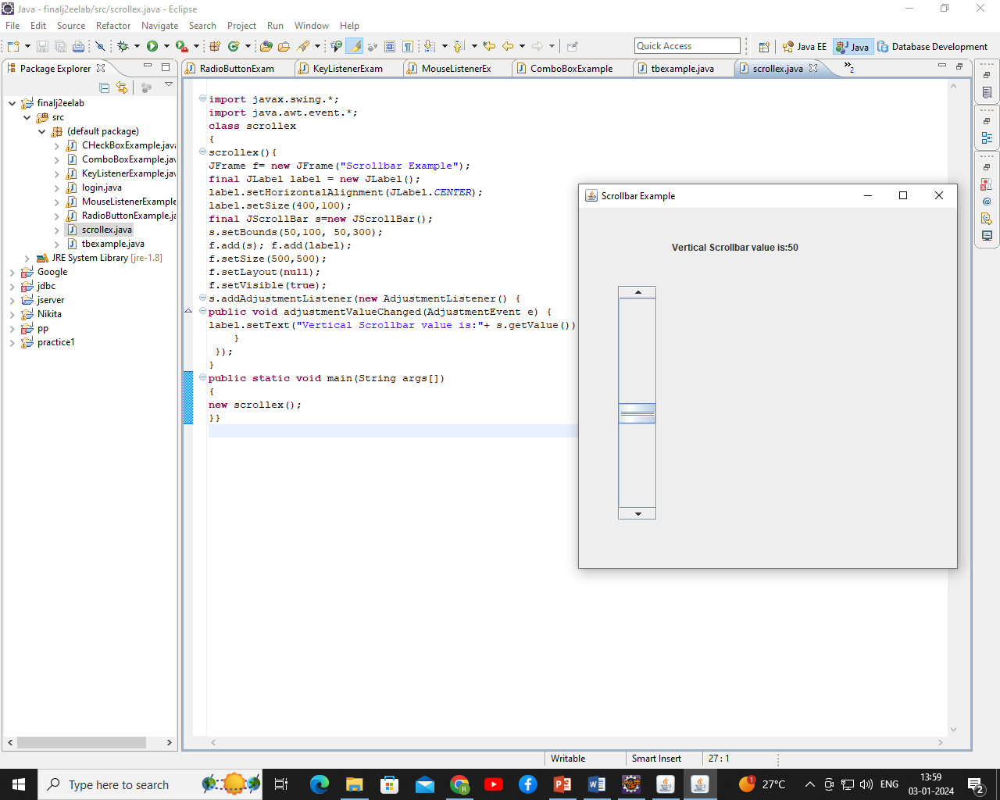 Java - finalj2eelab/src/scrollex.java - Eclipse
File Edit Source Refactor Navigate Search Project Run Window Help
Quick Access
Java EE
Java
Database Development
Package Explorer
RadioButtonExam
KeyListenerExam
MouseListenerEx
ComboBoxExample
tbexample.java
scrollex.java
»2
finalj2eelab
src
(default package)
CHeckBoxExample.java
ComboBoxExample.java
KeyListenerExample.jav
login.java
MouseListenerExample
RadioButtonExample.ja
scrollex.java
tbexample.java
JRE System Library [jre-1.8]
Google
jdbc
jserver
Nikita
pp
practice1
import javax.swing.*;
import java.awt.event.*;
class scrollex
{
scrollex(){
JFrame f= new JFrame("Scrollbar Example");
final JLabel label = new JLabel();
label.setHorizontalAlignment(JLabel.CENTER);
label.setSize(400,100);
final JScrollBar s=new JScrollBar();
s.setBounds(50,100, 50,300);
f.add(s); f.add(label);
f.setSize(500,500);
f.setLayout(null);
f.setVisible(true);
s.addAdjustmentListener(new AdjustmentListener() {
public void adjustmentValueChanged(AdjustmentEvent e) {
label.setText("Vertical Scrollbar value is:"+ s.getValue())
}
});
}
public static void main(String args[])
{
new scrollex();
}}
Scrollbar Example
Vertical Scrollbar value is:50
Writable
Smart Insert
27 : 1
Type here to search
1
27°C
ENG
13:59
03-01-2024
2